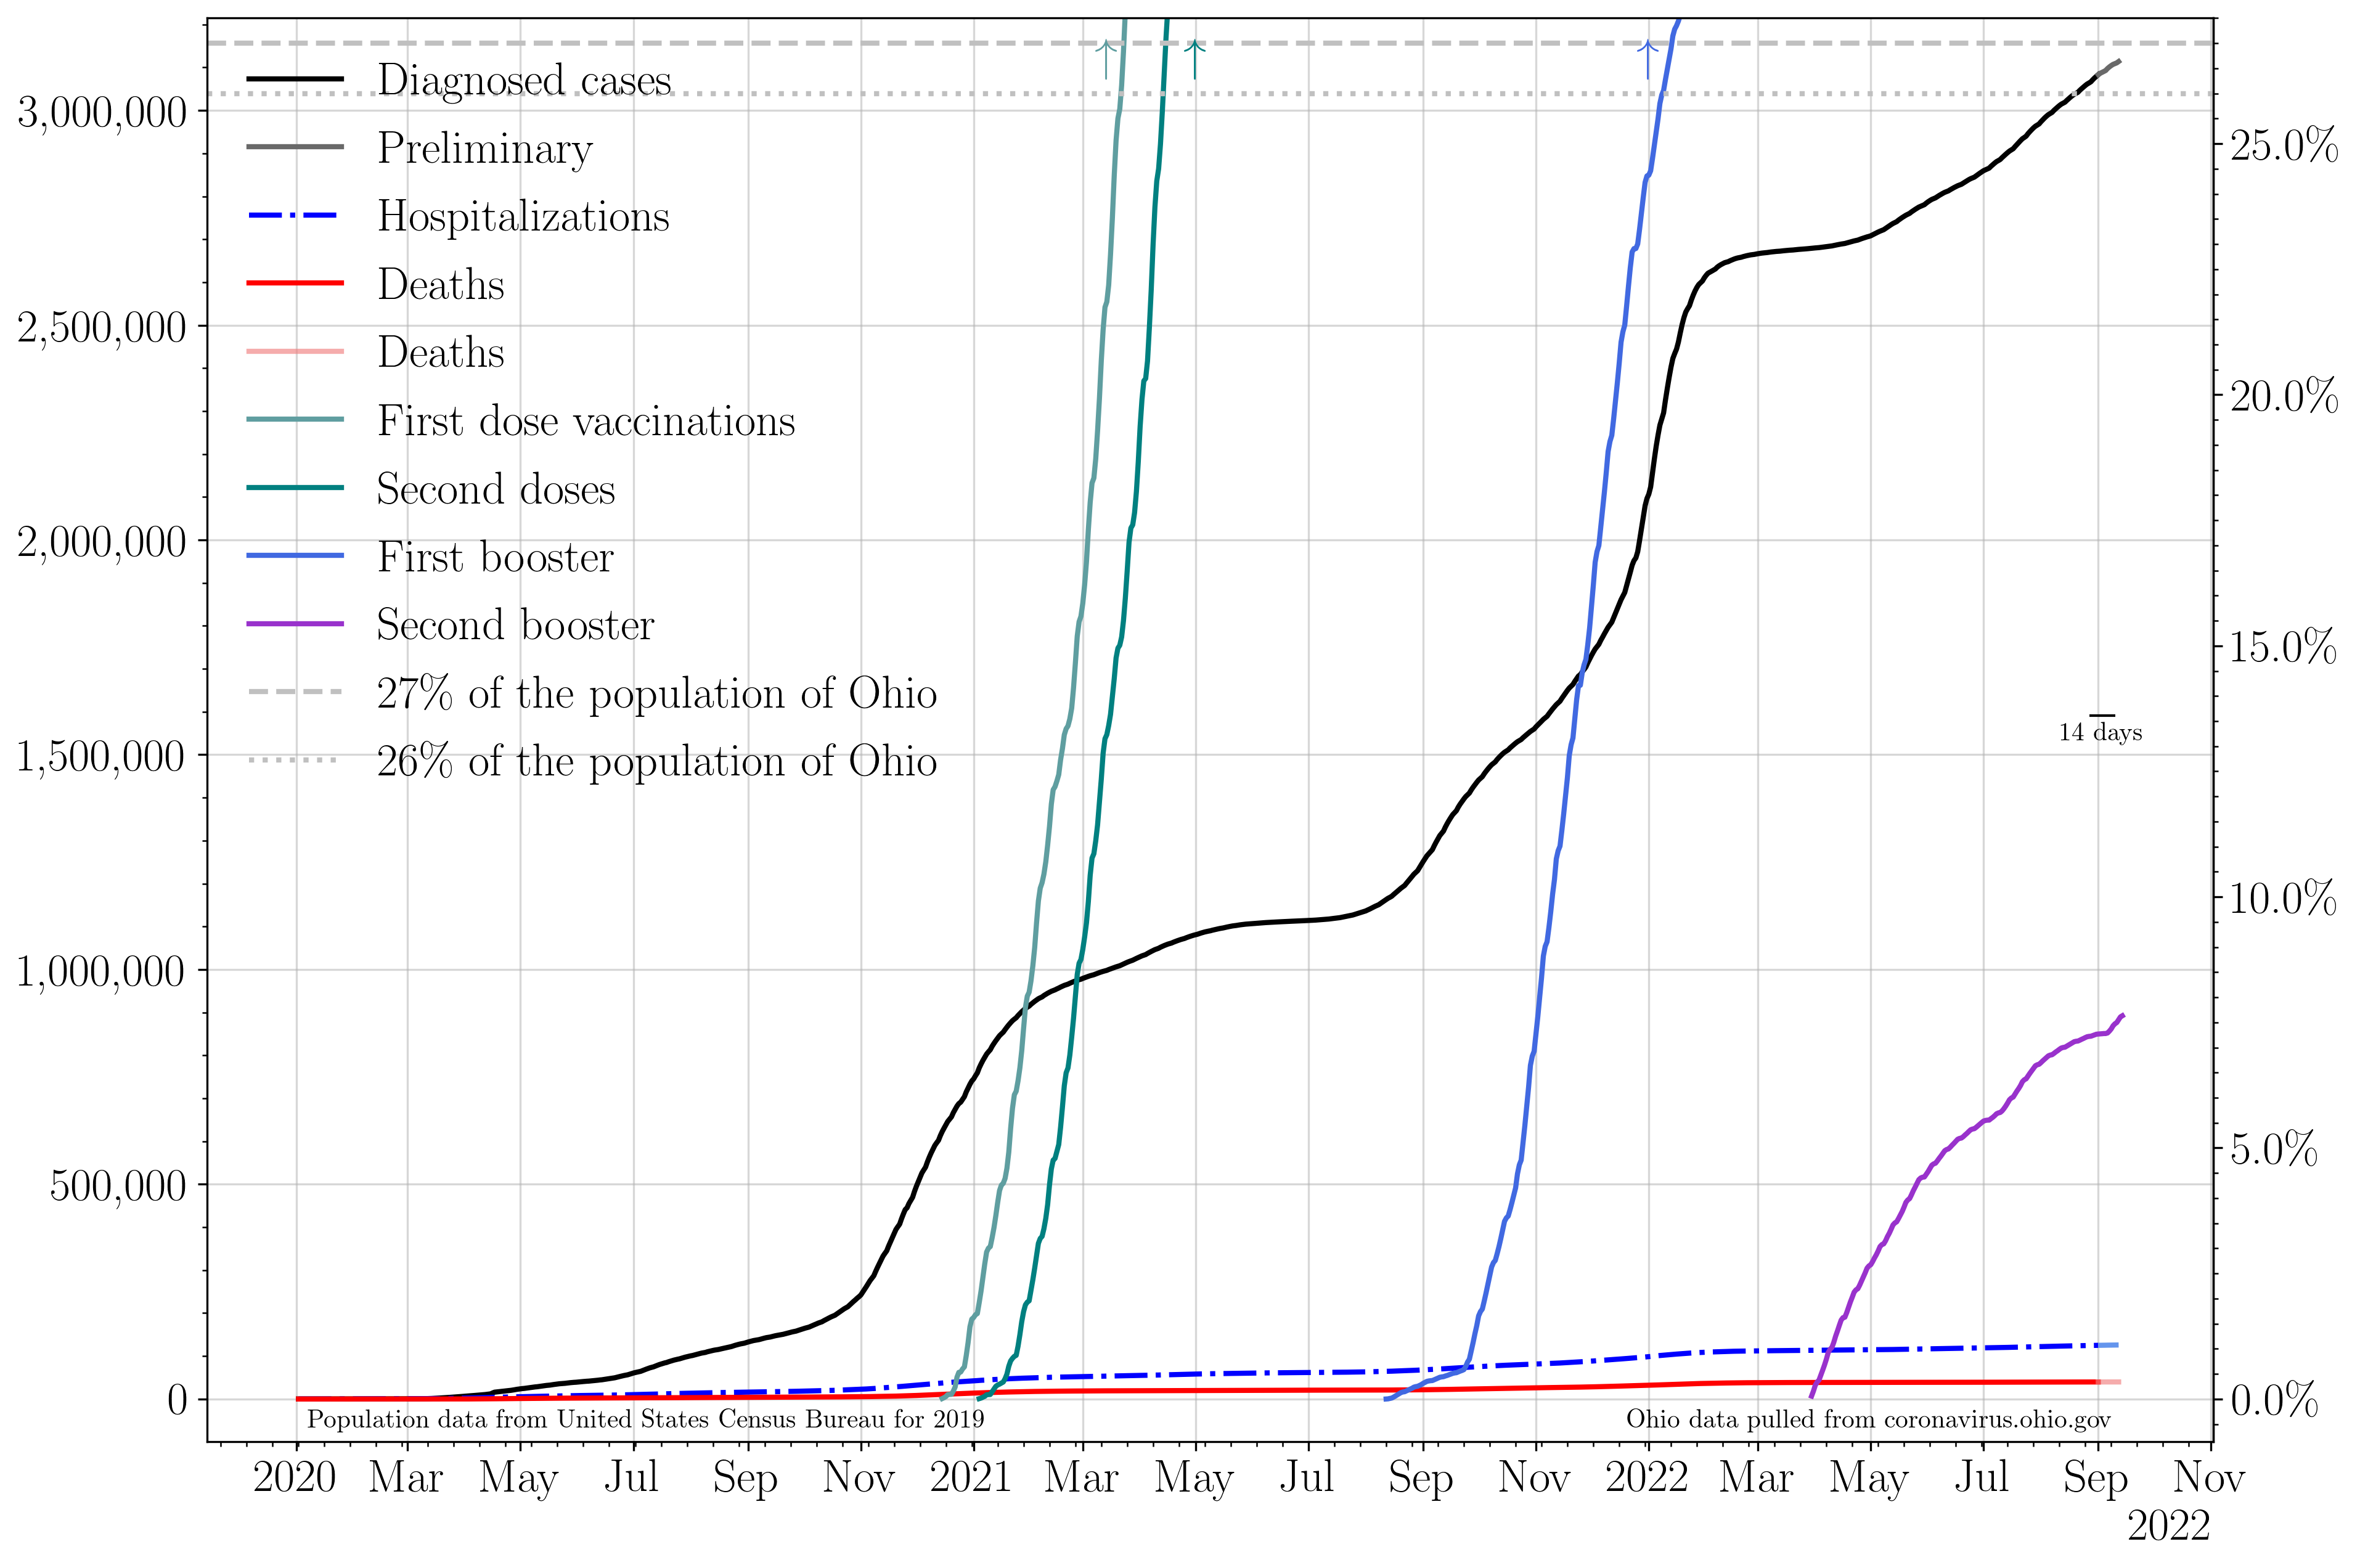 Diagnosed cases
Preliminary
Hospitalizations
Deaths
Deaths
First dose vaccinations
Second doses
First booster
Second booster
27% of the population of Ohio
26% of the population of Ohio
3,000,000
2,500,000
2,000,000
1,500,000
1,000,000
500,000
0
25.0%
20.0%
15.0%
10.0%
5.0%
0.0%
14 days
Population data from United States Census Bureau for 2019
Ohio data pulled from coronavirus.ohio.gov
2020 Mar May Jul Sep Nov 2021 Mar May Jul Sep Nov 2022 Mar May Jul Sep Nov
2022